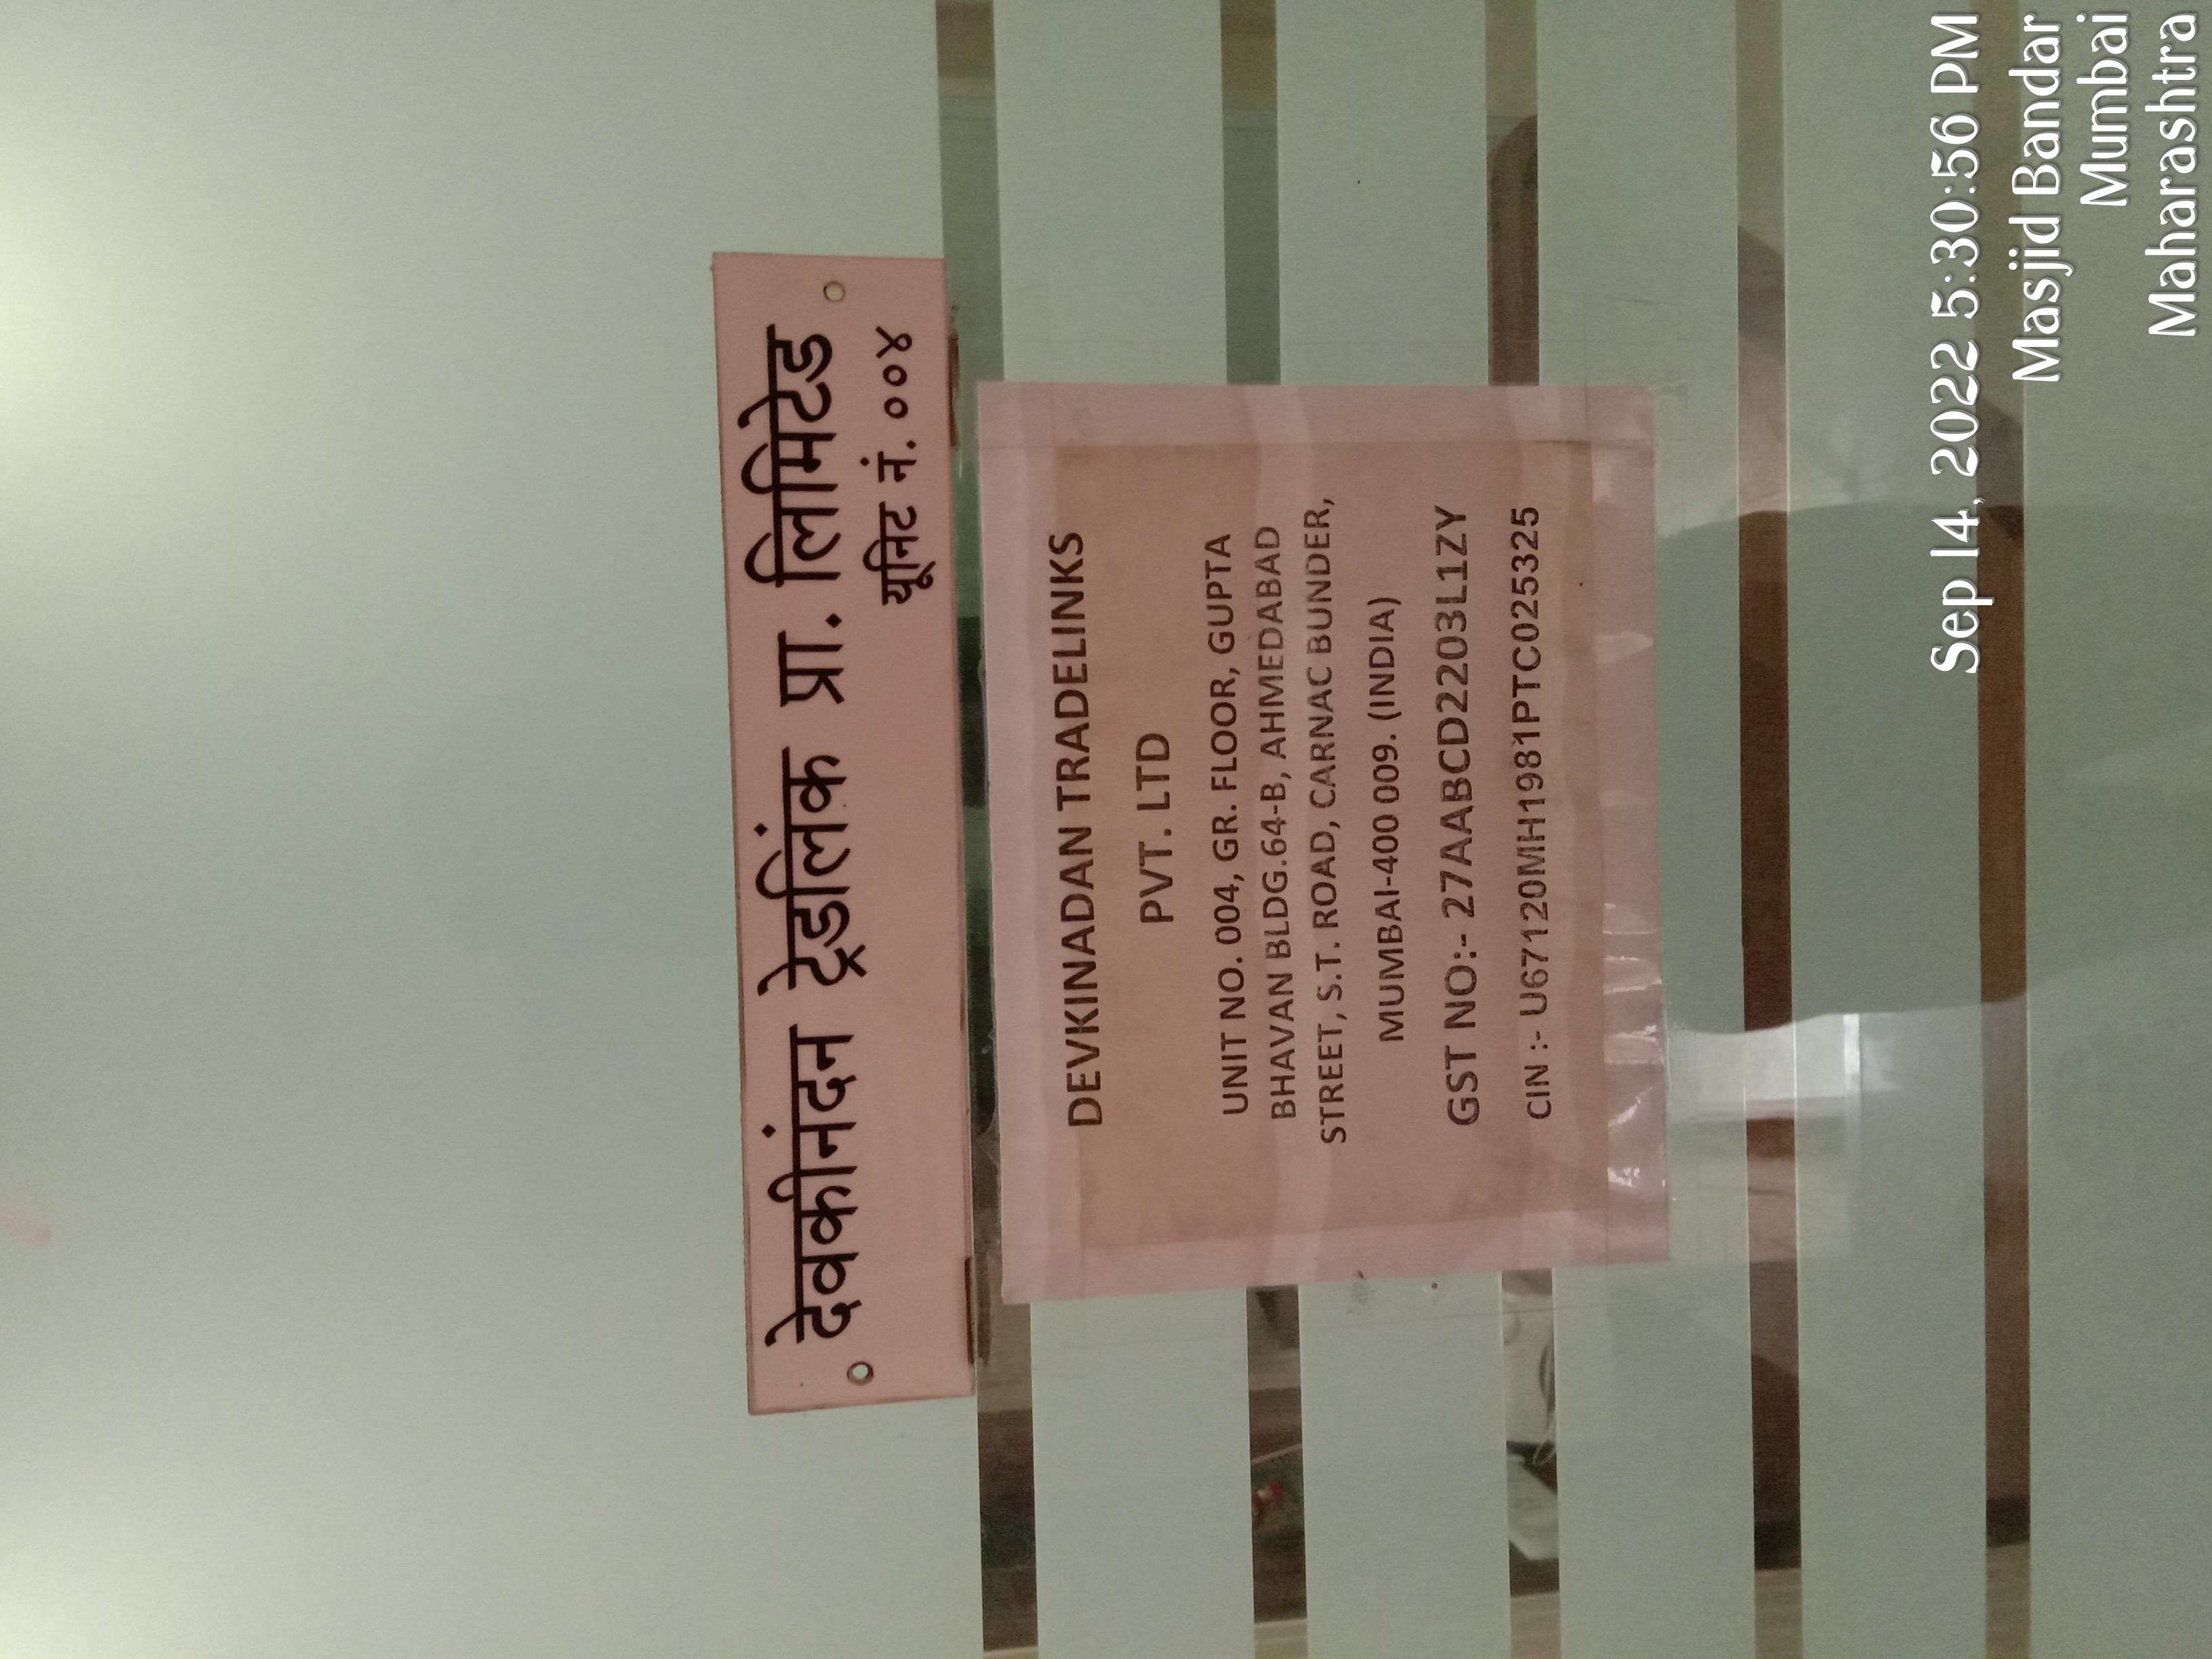 देवकीनंदन ट्रेडलिंक प्रा. लिमिटेड
यूनिट नं. ००४
DEVKINADAN TRADELINKS
PVT. LTD
UNIT NO. 004, GR. FLOOR, GUPTA
BHAVAN BLDG.64-B, AHMEDABAD
STREET, S.T. ROAD, CARNAC BUNDER,
MUMBAI-400 009. (INDIA)
GST NO:- 27AABCD2203L1ZY
CIN :- U67120MH1981PTC025325
Sep 14, 2022 5:30:56 PM
Masjid Bandar
Mumbai
Maharashtra